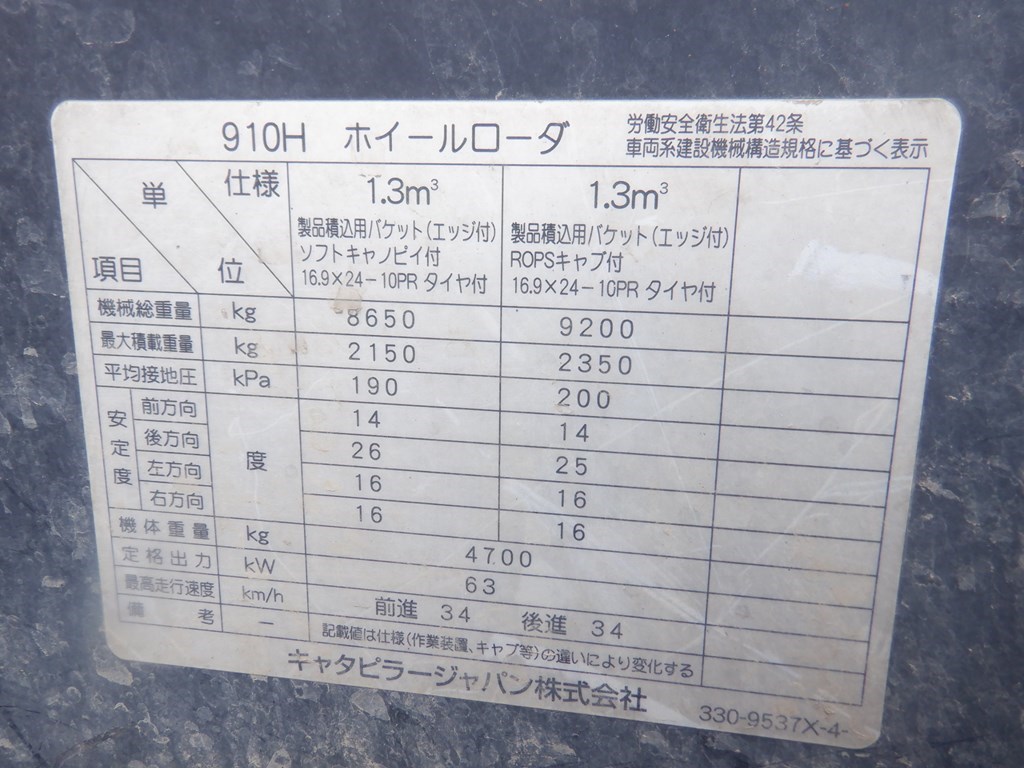 910H ホイールローダ
労働安全衛生法第42条
車両系建設機械構造規格に基づく表示
単位 仕様 項目
1.3m³
製品積込用バケット(エッジ付)
ソフトキャノピイ付
16.9×24-10PR タイヤ付
1.3m³
製品積込用バケット(エッジ付)
ROPSキャブ付
16.9×24-10PR タイヤ付
機械総重量 kg 8650 9200
最大積載重量 kg 2150 2350
平均接地圧 kPa 190 200
安定度 前方向 度 14 14
後方向 26 25
左方向 16 16
右方向 16 16
機体重量 kg 4700
定格出力 kW 63
最高走行速度 km/h 前進 34 後進 34
備考 - 記載値は仕様(作業装置、キャブ等)の違いにより変化する
キャタピラージャパン株式会社
330-9537X-4-